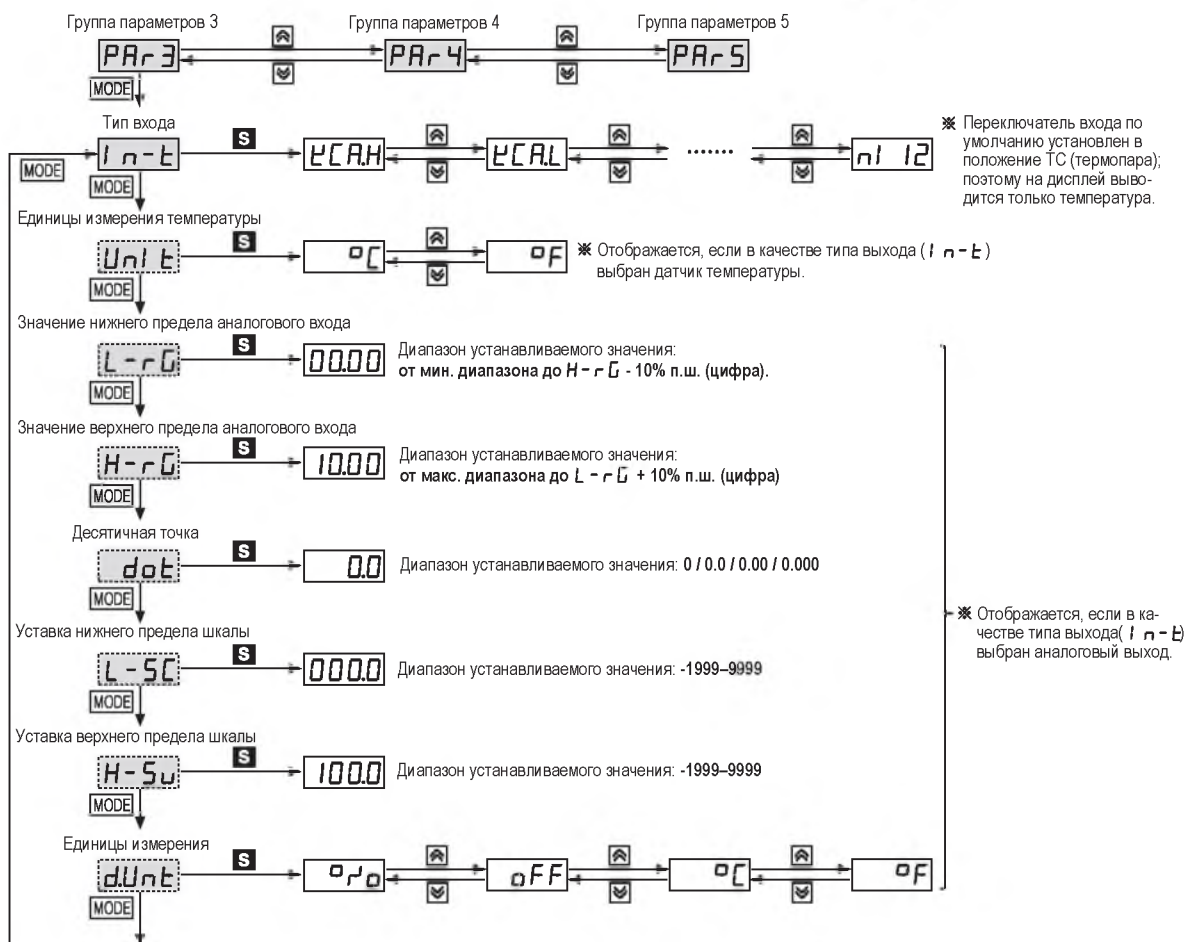 Группа параметров 3 Группа параметров 4 Группа параметров 5
PAr3 PAr4 PAr5
MODE
Тип входа
In-t S KCA.H KCA.L ........ nI 12
MODE
MODE
※ Переключатель входа по
умолчанию установлен в
положение ТС (термопара);
поэтому на дисплей выво-
дится только температура.
Единицы измерения температуры
UnIt S °C °F
MODE
※ Отображается, если в качестве типа выхода (In-t)
выбран датчик температуры.
Значение нижнего предела аналогового входа
L-rG S 00.00
MODE
Диапазон устанавливаемого значения:
от мин. диапазона до H-rG - 10% п.ш. (цифра).
Значение верхнего предела аналогового входа
H-rG S 10.00
MODE
Диапазон устанавливаемого значения:
от макс. диапазона до L-rG + 10% п.ш. (цифра)
Десятичная точка
dot S 0.0 Диапазон устанавливаемого значения: 0 / 0.0 / 0.00 / 0.000
MODE
Уставка нижнего предела шкалы
L-SC S 000.0 Диапазон устанавливаемого значения: -1999–9999
MODE
Уставка верхнего предела шкалы
H-Su S 100.0 Диапазон устанавливаемого значения: -1999–9999
MODE
Единицы измерения
d.Unt S % oFF °C °F
MODE
※ Отображается, если в ка-
честве типа выхода( In-t)
выбран аналоговый выход.